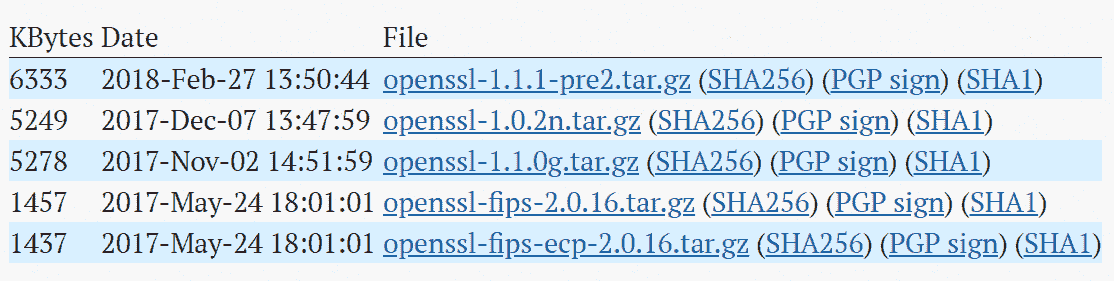 KBytes Date File
6333 2018-Feb-27 13:50:44 openssl-1.1.1-pre2.tar.gz (SHA256) (PGP sign) (SHA1)
5249 2017-Dec-07 13:47:59 openssl-1.0.2n.tar.gz (SHA256) (PGP sign) (SHA1)
5278 2017-Nov-02 14:51:59 openssl-1.1.0g.tar.gz (SHA256) (PGP sign) (SHA1)
1457 2017-May-24 18:01:01 openssl-fips-2.0.16.tar.gz (SHA256) (PGP sign) (SHA1)
1437 2017-May-24 18:01:01 openssl-fips-ecp-2.0.16.tar.gz (SHA256) (PGP sign) (SHA1)